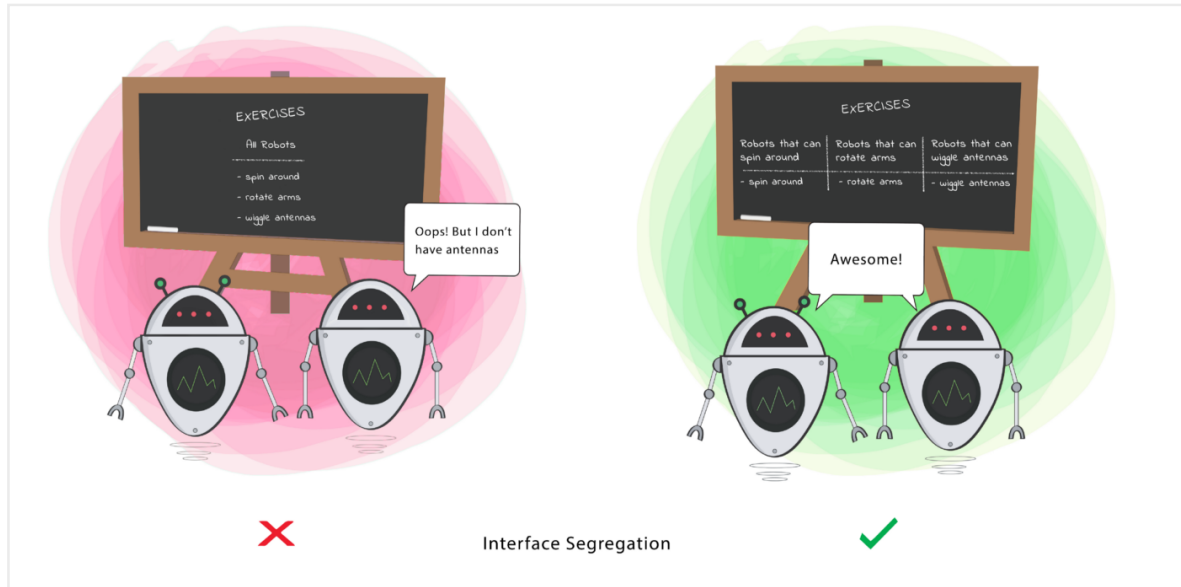 EXERCISES
All Robots
- spin around
- rotate arms
- wiggle antennas
Oops! But I don't
have antennas
EXERCISES
Robots that can
spin around
- spin around
Robots that can
rotate arms
- rotate arms
Robots that can
wiggle antennas
- wiggle antennas
Awesome!
Interface Segregation